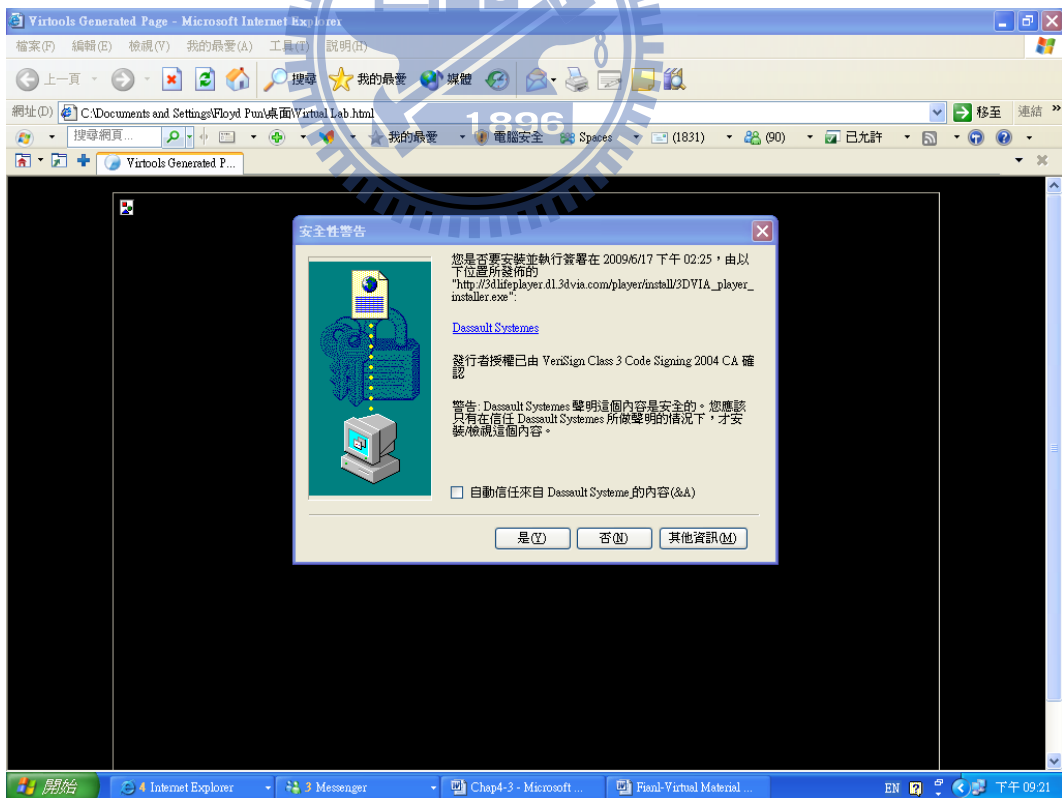 Virtools Generated Page - Microsoft Internet Explorer
檔案(F) 編輯(E) 檢視(V) 我的最愛(A) 工具(T) 說明(H)
上一頁 搜尋 我的最愛 媒體
網址(D) C:\Documents and Settings\Floyd Pun\桌面\Virtual Lab.html 移至 連結 »
1896
搜尋網頁... 我的最愛 電腦安全 Spaces (1831) (90) 已允許
Virtools Generated P...
安全性警告
您是否要安裝並執行簽署在 2009/6/17 下午 02:25，由以
下位置所發佈的
"http://3dlifeplayer.dl.3dvia.com/player/install/3DVIA_player_
installer.exe":
Dassault Systemes
發行者授權已由 VeriSign Class 3 Code Signing 2004 CA 確
認
警告: Dassault Systemes 聲明這個內容是安全的。您應該
只有在信任 Dassault Systemes 所做聲明的情況下，才安
裝/檢視這個內容。
自動信任來自 Dassault Systeme 的內容(&A)
是(Y) 否(N) 其他資訊(M)
開始 4 Internet Explorer 3 Messenger Chap4-3 - Microsoft ... Fianl-Virtual Material ... EN 下午 09:21